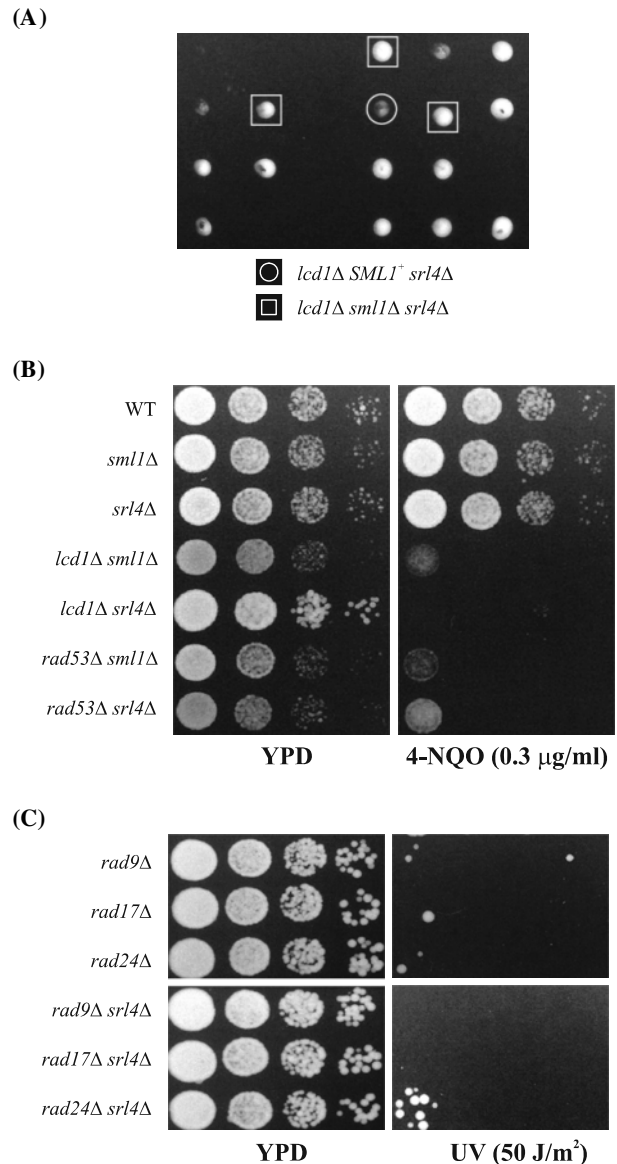 (A)
lcd1Δ SML1⁺ srl4Δ
lcd1Δ sml1Δ srl4Δ
(B)
WT
sml1Δ
srl4Δ
lcd1Δ sml1Δ
lcd1Δ srl4Δ
rad53Δ sml1Δ
rad53Δ srl4Δ
YPD
4-NQO (0.3 μg/ml)
(C)
rad9Δ
rad17Δ
rad24Δ
rad9Δ srl4Δ
rad17Δ srl4Δ
rad24Δ srl4Δ
YPD
UV (50 J/m²)